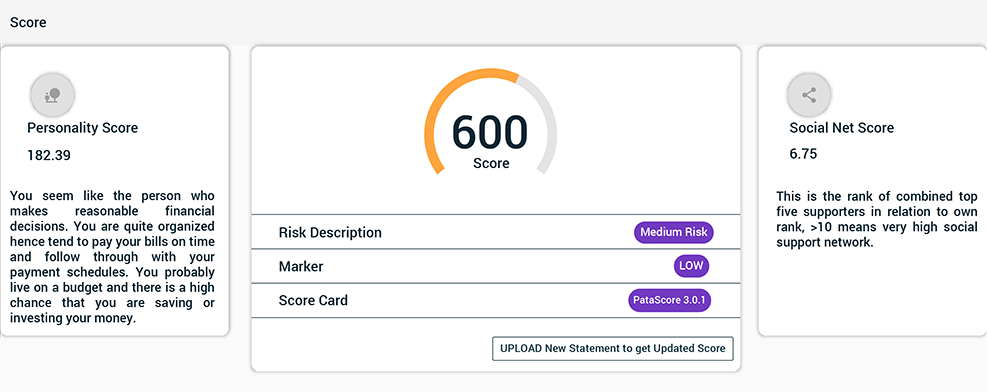 Score
Personality Score
182.39
You seem like the person who
makes reasonable financial
decisions. You are quite organized
hence tend to pay your bills on time
and follow through with your
payment schedules. You probably
live on a budget and there is a high
chance that you are saving or
investing your money.
600
Score
Risk Description Medium Risk
Marker LOW
Score Card PataScore 3.0.1
UPLOAD New Statement to get Updated Score
Social Net Score
6.75
This is the rank of combined top
five supporters in relation to own
rank, >10 means very high social
support network.